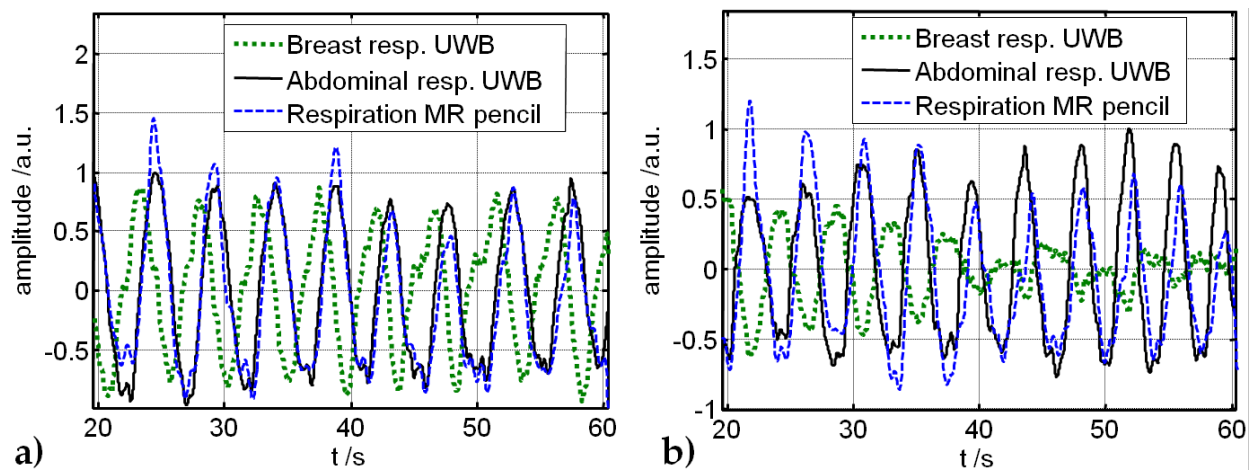 2
1.5
1
0.5
0
-0.5
amplitude /a.u.
Breast resp. UWB
Abdominal resp. UWB
Respiration MR pencil
20
30
40
50
60
t /s
a)
1.5
1
0.5
0
-0.5
-1
amplitude /a.u.
Breast resp. UWB
Abdominal resp. UWB
Respiration MR pencil
20
30
40
50
60
t /s
b)